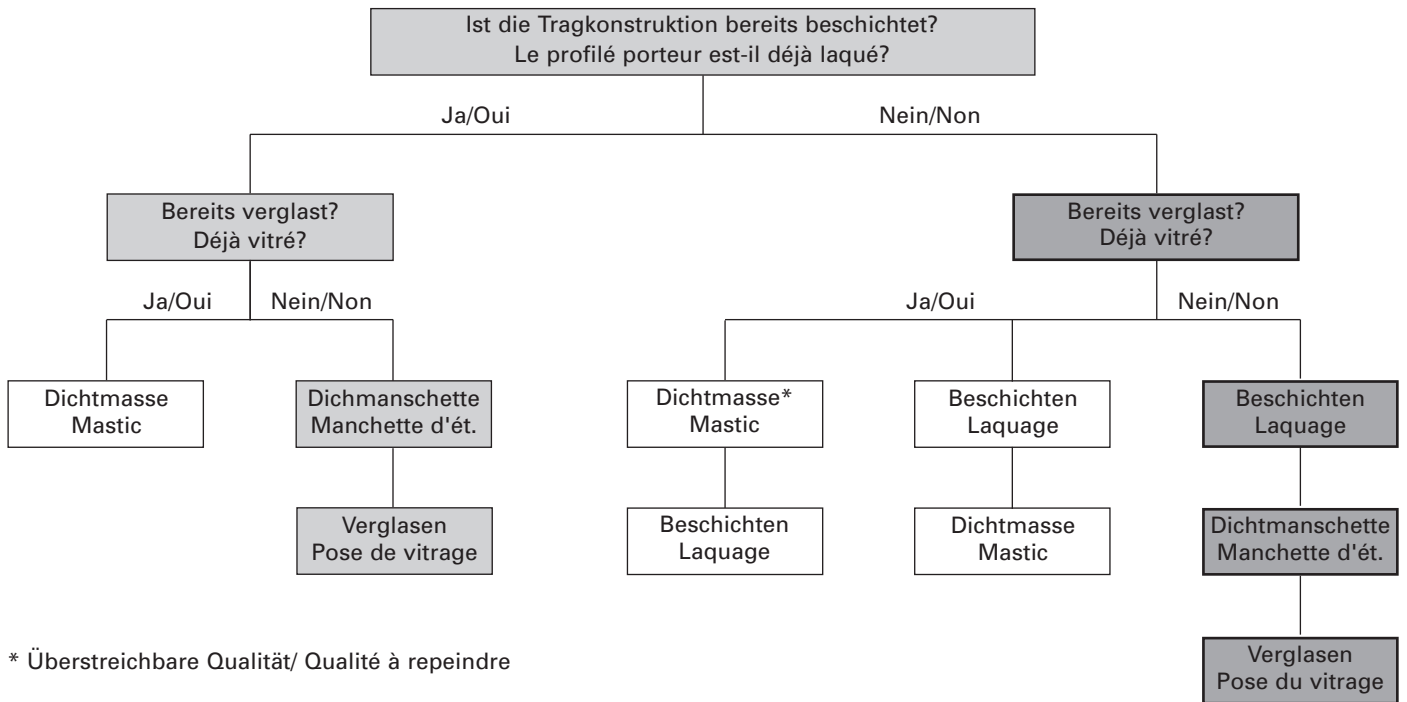 Ist die Tragkonstruktion bereits beschichtet?
Le profilé porteur est-il déjà laqué?
Ja/Oui
Nein/Non
Bereits verglast?
Déjà vitré?
Bereits verglast?
Déjà vitré?
Ja/Oui
Nein/Non
Ja/Oui
Nein/Non
Dichtmasse
Mastic
Dichmanschette
Manchette d'ét.
Dichtmasse*
Mastic
Beschichten
Laquage
Beschichten
Laquage
Verglasen
Pose de vitrage
Beschichten
Laquage
Dichtmasse
Mastic
Dichtmanschette
Manchette d'ét.
Verglasen
Pose du vitrage
* Überstreichbare Qualität/ Qualité à repeindre